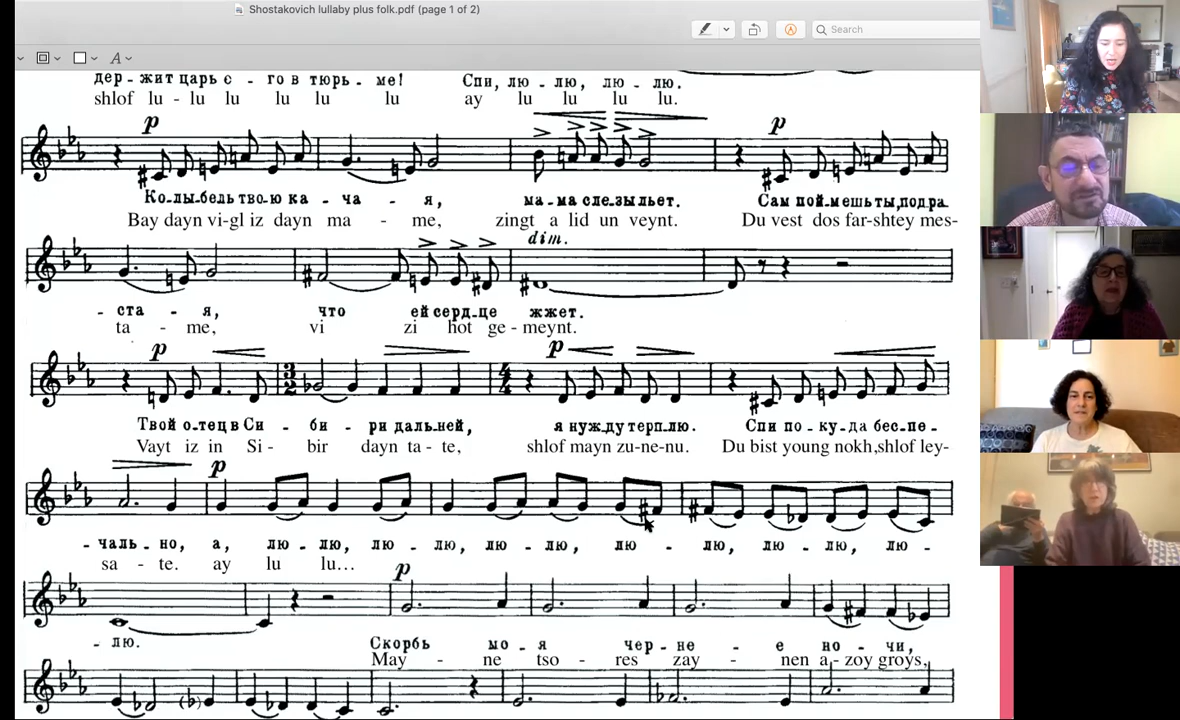 Shostakovich lullaby plus folk.pdf (page 1 of 2)
Search
A
дер-жит царь е - го в тюрь - ме! Спи, лю - лю, лю - лю.
shlof lu - lu lu lu lu lu ay lu lu lu lu.
p p
Ко-лы-бель тво-ю ка - ча - я, ма-ма слезы льет. Сам пой-мешь ты, под ра-
Bay dayn vi-gl iz dayn ma - me, zingt a lid un veynt. Du vest dos far-shtey mes-
dim.
- ста - я, что ей серд-це жжет.
ta - me, vi zi hot ge-meynt.
p p
3 4
2 4
Твой о-тец в Си - би - ри даль-ней, я нужду терп-лю. Спи по-ку-да бес-пе-
Vayt iz in Si - bir dayn ta-te, shlof mayn zu-ne-nu. Du bist young nokh,shlof ley-
p
- чаль - но, а, лю - лю, лю - лю, лю - лю, лю - лю, лю - лю, лю -
sa - te. ay lu lu...
p
- лю. Скорбь мо - я чер - не - е но - чи,
May - ne tso - res zay - nen a-zoy groys,